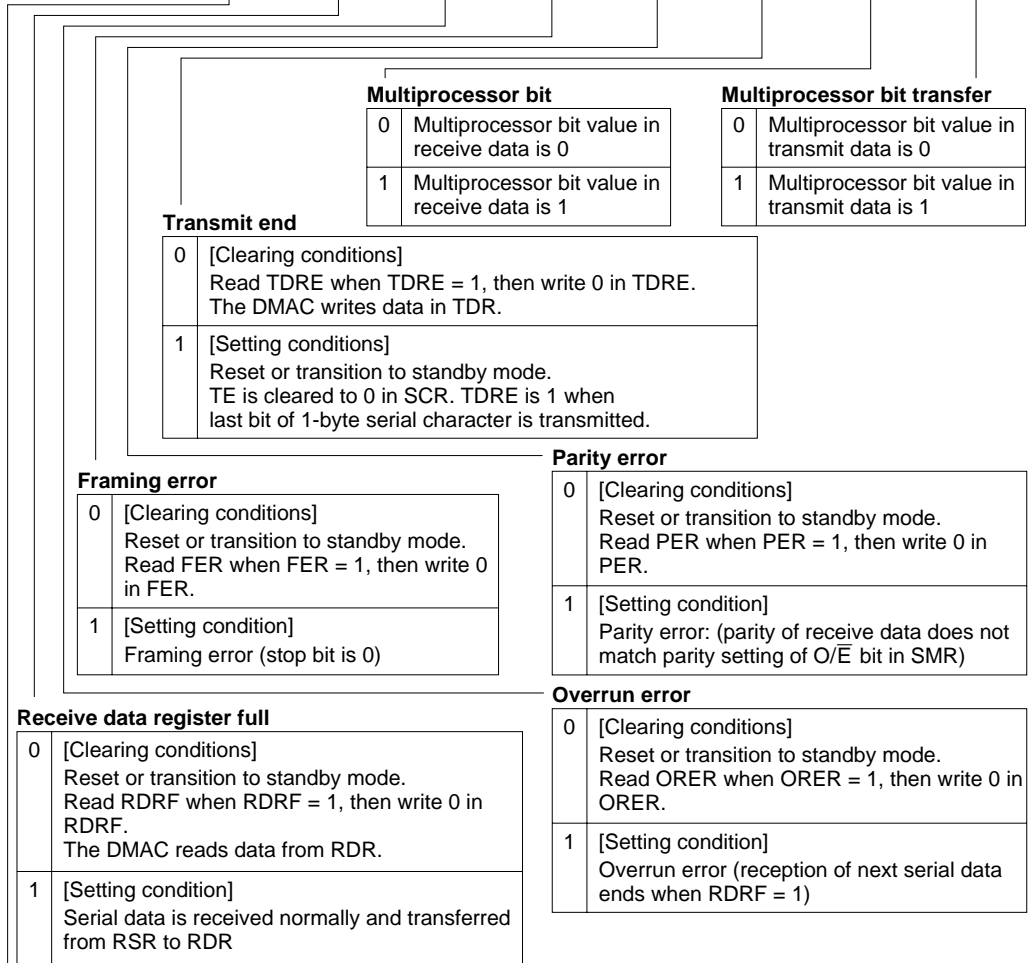 Multiprocessor bit
0 Multiprocessor bit value in
receive data is 0
1 Multiprocessor bit value in
receive data is 1
Multiprocessor bit transfer
0 Multiprocessor bit value in
transmit data is 0
1 Multiprocessor bit value in
transmit data is 1
Transmit end
0 [Clearing conditions]
Read TDRE when TDRE = 1, then write 0 in TDRE.
The DMAC writes data in TDR.
1 [Setting conditions]
Reset or transition to standby mode.
TE is cleared to 0 in SCR. TDRE is 1 when
last bit of 1-byte serial character is transmitted.
Framing error
0 [Clearing conditions]
Reset or transition to standby mode.
Read FER when FER = 1, then write 0
in FER.
1 [Setting condition]
Framing error (stop bit is 0)
Parity error
0 [Clearing conditions]
Reset or transition to standby mode.
Read PER when PER = 1, then write 0 in
PER.
1 [Setting condition]
Parity error: (parity of receive data does not
match parity setting of O/E̅ bit in SMR)
Receive data register full
0 [Clearing conditions]
Reset or transition to standby mode.
Read RDRF when RDRF = 1, then write 0 in
RDRF.
The DMAC reads data from RDR.
1 [Setting condition]
Serial data is received normally and transferred
from RSR to RDR
Overrun error
0 [Clearing conditions]
Reset or transition to standby mode.
Read ORER when ORER = 1, then write 0 in
ORER.
1 [Setting condition]
Overrun error (reception of next serial data
ends when RDRF = 1)